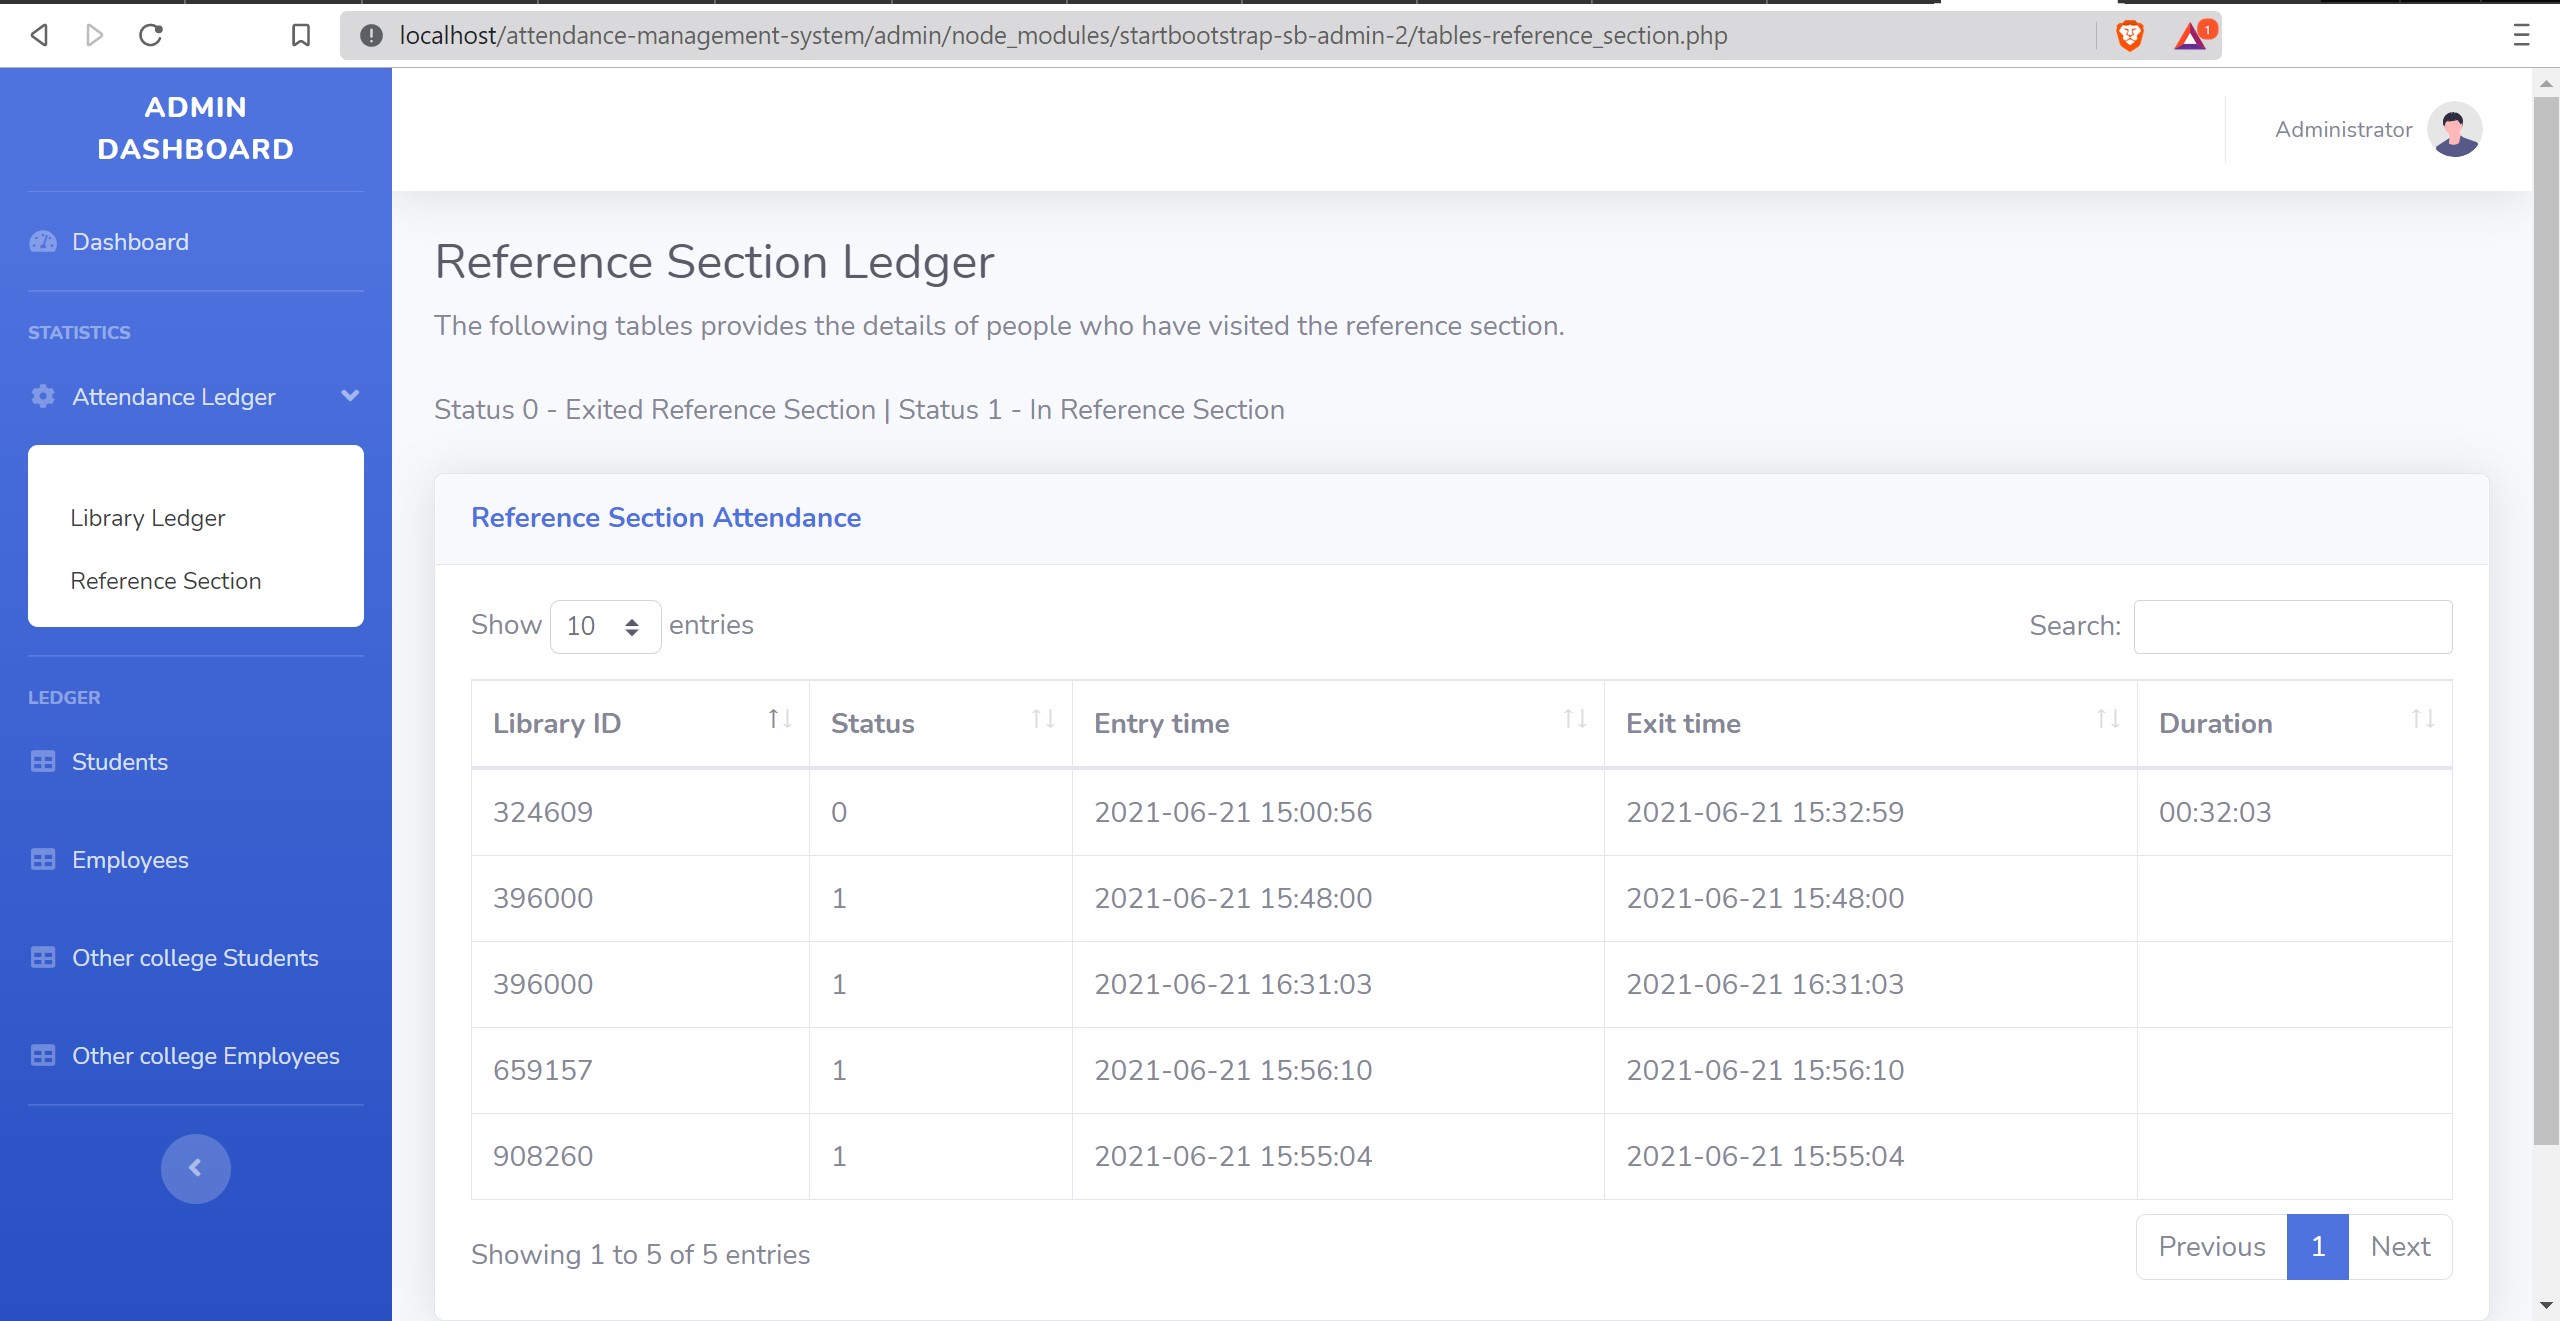 localhost/attendance-management-system/admin/node_modules/startbootstrap-sb-admin-2/tables-reference_section.php
1
ADMIN
DASHBOARD
Dashboard
STATISTICS
Attendance Ledger
Library Ledger
Reference Section
LEDGER
Students
Employees
Other college Students
Other college Employees
Administrator
Reference Section Ledger
The following tables provides the details of people who have visited the reference section.
Status 0 - Exited Reference Section | Status 1 - In Reference Section
Reference Section Attendance
Show 10 entries
Search:
Library ID Status Entry time Exit time Duration
324609 0 2021-06-21 15:00:56 2021-06-21 15:32:59 00:32:03
396000 1 2021-06-21 15:48:00 2021-06-21 15:48:00
396000 1 2021-06-21 16:31:03 2021-06-21 16:31:03
659157 1 2021-06-21 15:56:10 2021-06-21 15:56:10
908260 1 2021-06-21 15:55:04 2021-06-21 15:55:04
Showing 1 to 5 of 5 entries
Previous 1 Next